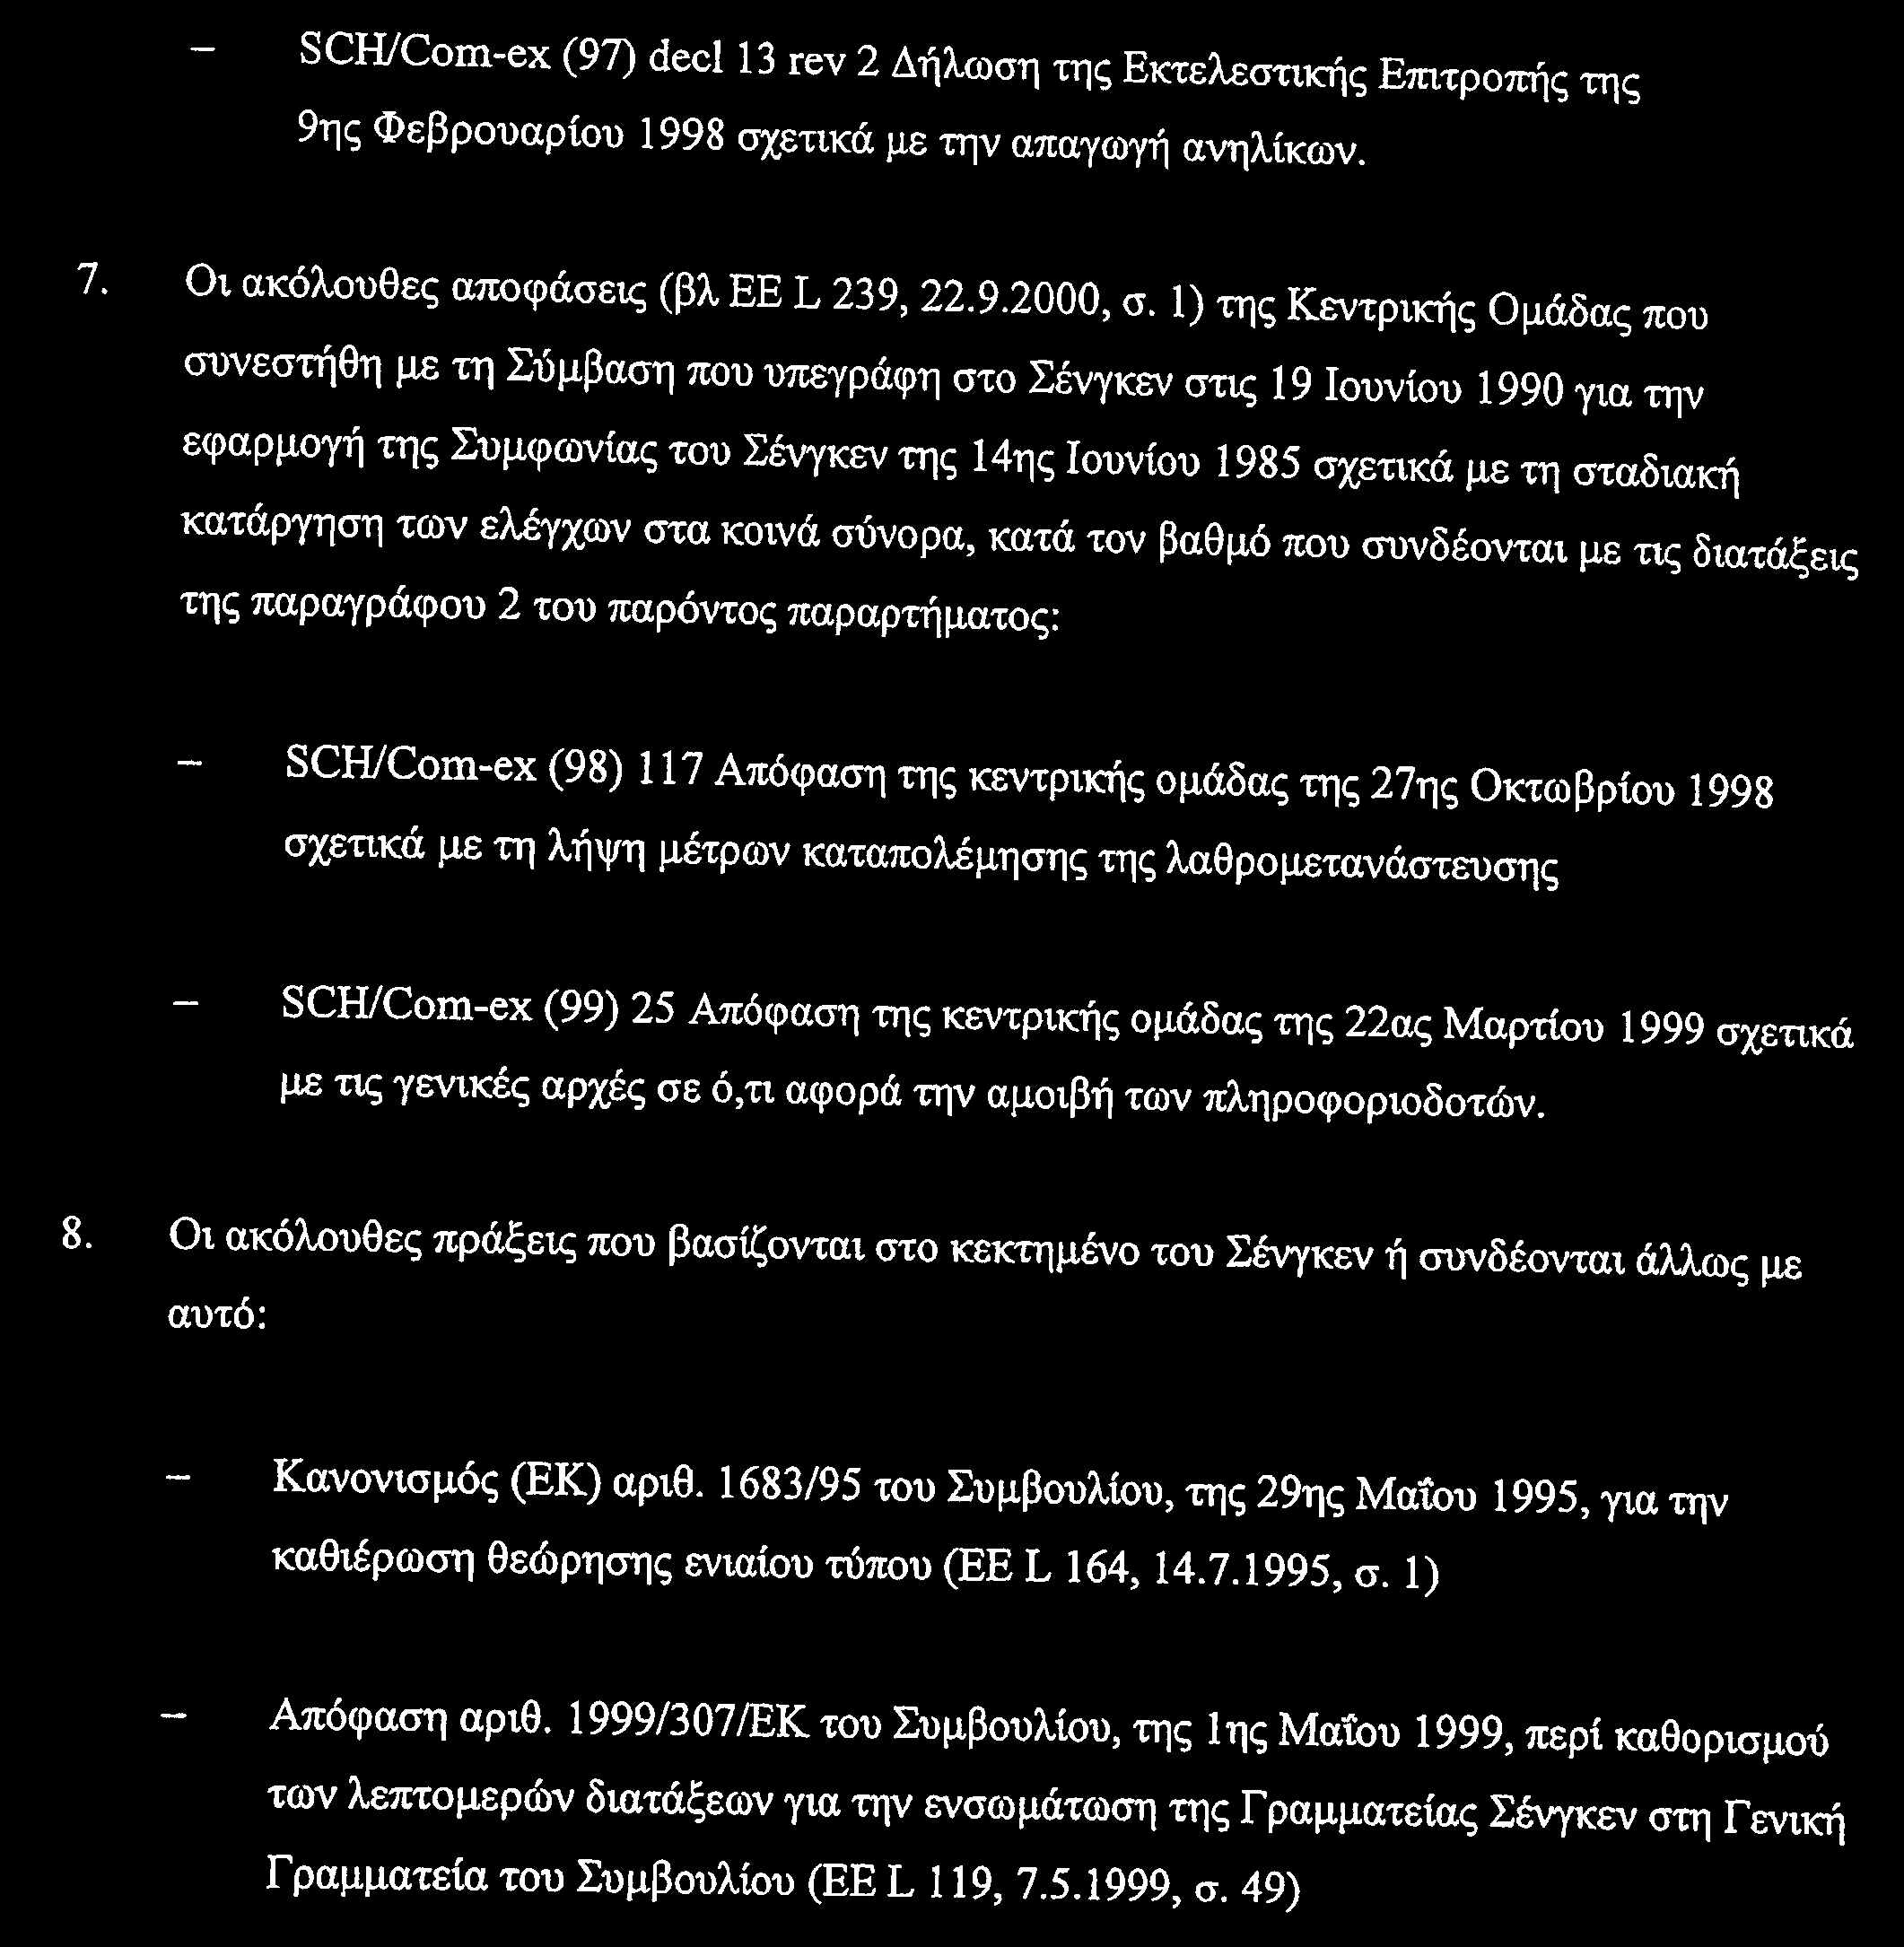 – SCH/Com-ex (97) decl 13 rev 2 Δήλωση της Εκτελεστικής Επιτροπής της
9ης Φεβρουαρίου 1998 σχετικά με την απαγωγή ανηλίκων.
7. Οι ακόλουθες αποφάσεις (βλ ΕΕ L 239, 22.9.2000, σ. 1) της Κεντρικής Ομάδας που
συνεστήθη με τη Σύμβαση που υπεγράφη στο Σένγκεν στις 19 Ιουνίου 1990 για την
εφαρμογή της Συμφωνίας του Σένγκεν της 14ης Ιουνίου 1985 σχετικά με τη σταδιακή
κατάργηση των ελέγχων στα κοινά σύνορα, κατά τον βαθμό που συνδέονται με τις διατάξεις
της παραγράφου 2 του παρόντος παραρτήματος:
– SCH/Com-ex (98) 117 Απόφαση της κεντρικής ομάδας της 27ης Οκτωβρίου 1998
σχετικά με τη λήψη μέτρων καταπολέμησης της λαθρομετανάστευσης
– SCH/Com-ex (99) 25 Απόφαση της κεντρικής ομάδας της 22ας Μαρτίου 1999 σχετικά
με τις γενικές αρχές σε ό,τι αφορά την αμοιβή των πληροφοριοδοτών.
8. Οι ακόλουθες πράξεις που βασίζονται στο κεκτημένο του Σένγκεν ή συνδέονται άλλως με
αυτό:
– Κανονισμός (ΕΚ) αριθ. 1683/95 του Συμβουλίου, της 29ης Μαΐου 1995, για την
καθιέρωση θεώρησης ενιαίου τύπου (ΕΕ L 164, 14.7.1995, σ. 1)
– Απόφαση αριθ. 1999/307/ΕΚ του Συμβουλίου, της 1ης Μαΐου 1999, περί καθορισμού
των λεπτομερών διατάξεων για την ενσωμάτωση της Γραμματείας Σένγκεν στη Γενική
Γραμματεία του Συμβουλίου (ΕΕ L 119, 7.5.1999, σ. 49)